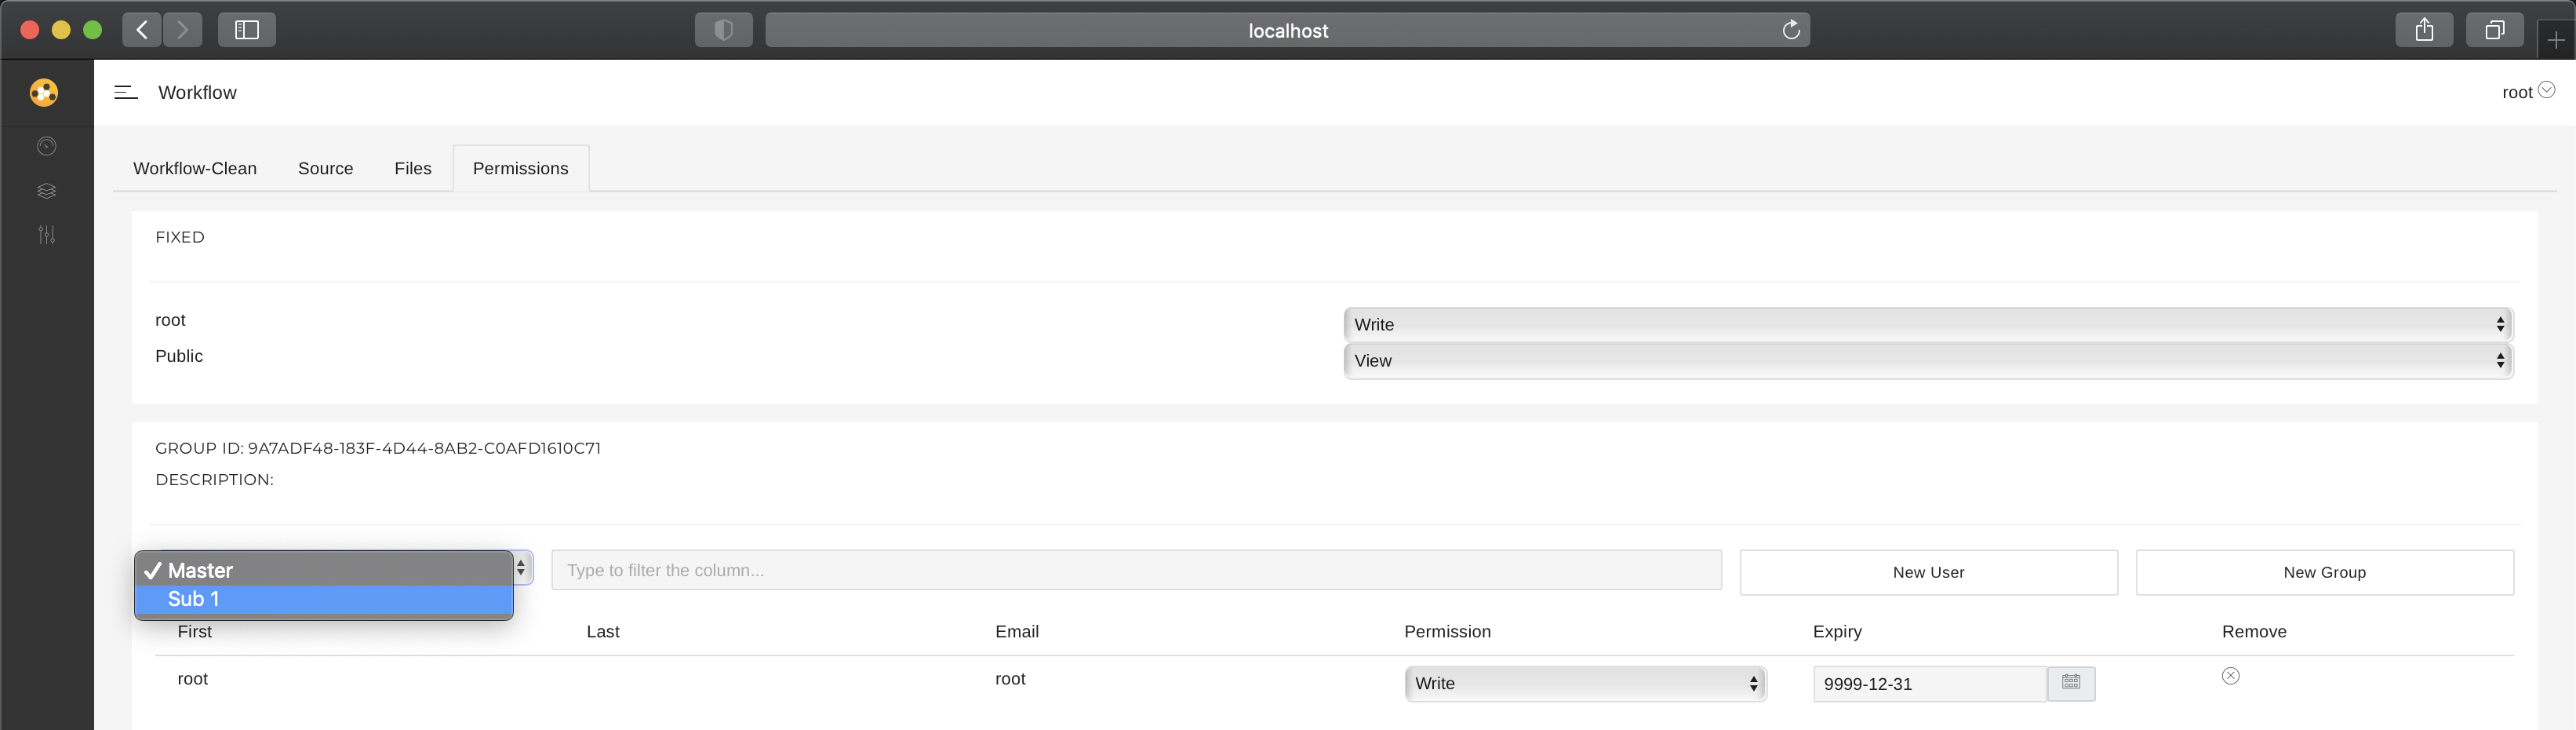 localhost
Workflow
root
Workflow-Clean Source Files Permissions
FIXED
root Write
Public View
GROUP ID: 9A7ADF48-183F-4D44-8AB2-C0AFD1610C71
DESCRIPTION:
✓ Master Type to filter the column... New User New Group
Sub 1
First Last Email Permission Expiry Remove
root root Write 9999-12-31